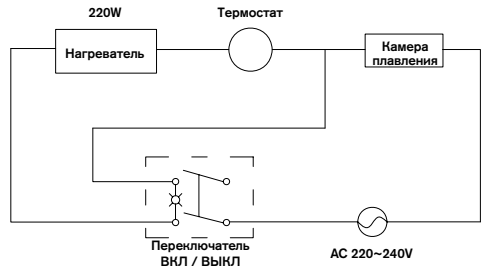 220W
Термостат
Нагреватель
Камера
плавления
Переключатель
ВКЛ / ВЫКЛ
AC 220~240V